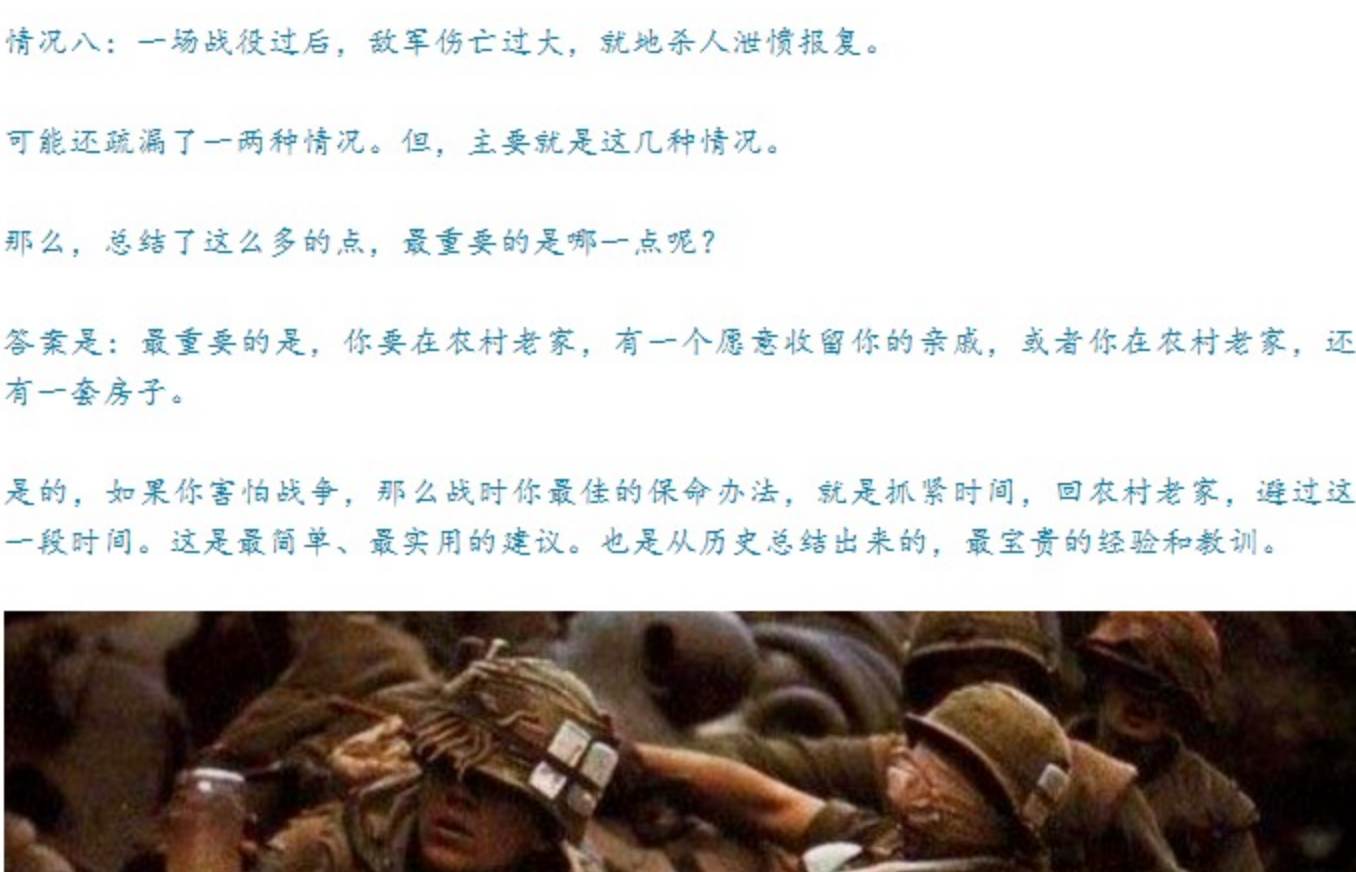 情况八：一场战役过后，敌军伤亡过大，就地杀人泄愤报复。
可能还疏漏了一两种情况。但，主要就是这几种情况。
那么，总结了这么多的点，最重要的是哪一点呢？
答案是：最重要的是，你要在农村老家，有一个愿意收留你的亲戚，或者你在农村老家，还
有一套房子。
是的，如果你害怕战争，那么战时你最佳的保命办法，就是抓紧时间，回农村老家，避过这
一段时间。这是最简单、最实用的建议。也是从历史总结出来的，最宝贵的经验和教训。